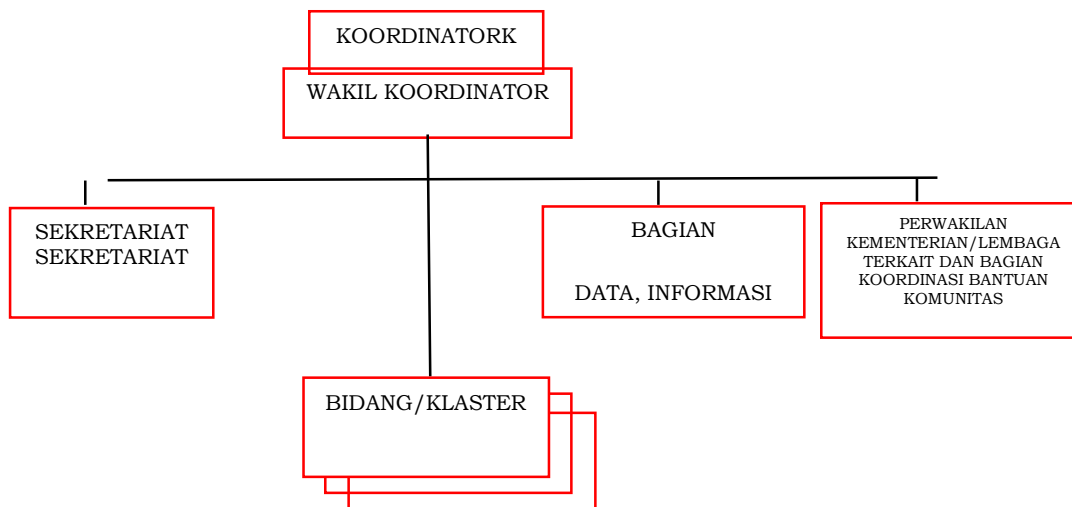 KOORDINATORK
WAKIL KOORDINATOR
SEKRETARIAT
SEKRETARIAT
BAGIAN
DATA, INFORMASI
PERWAKILAN
KEMENTERIAN/LEMBAGA
TERKAIT DAN BAGIAN
KOORDINASI BANTUAN
KOMUNITAS
BIDANG/KLASTER